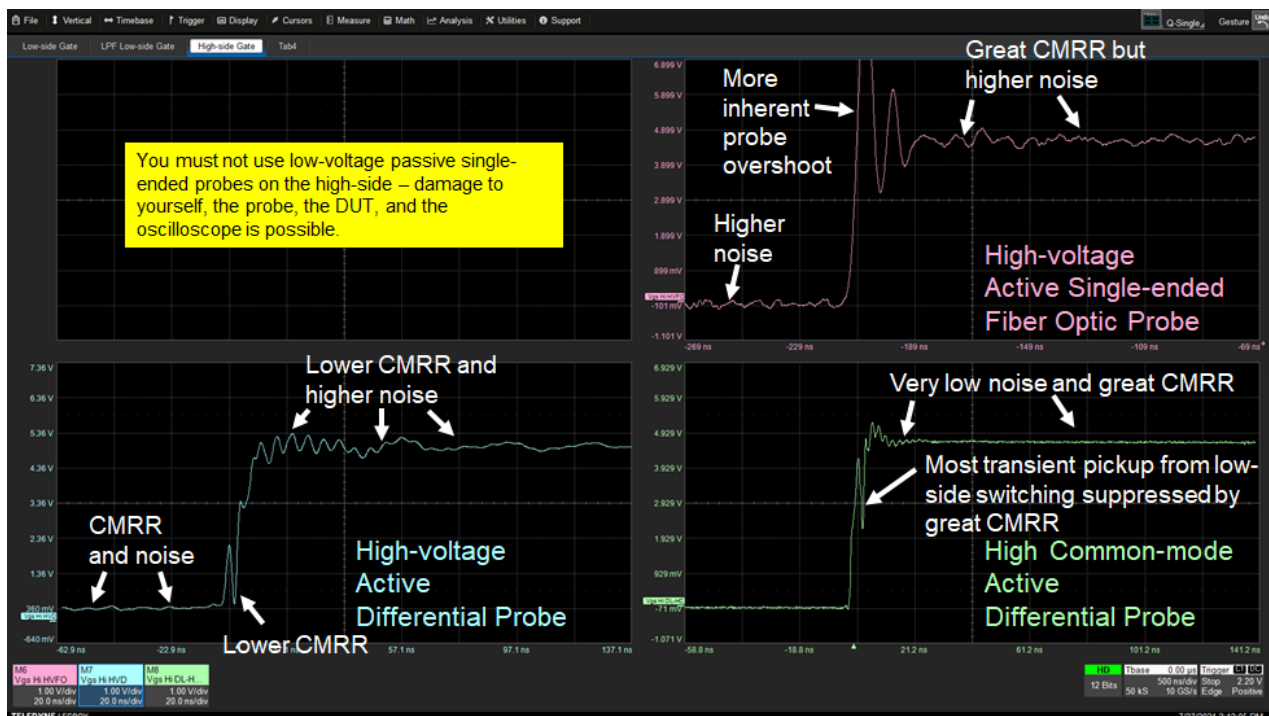 File Vertical Timebase Trigger Display Cursors Measure Math Analysis Utilities Support
Q-Single Gesture Undo
Low-side Gate LPF Low-side Gate High-side Gate Tab4
You must not use low-voltage passive single-
ended probes on the high-side – damage to
yourself, the probe, the DUT, and the
oscilloscope is possible.
6.899 V
5.899 V
4.899 V
3.899 V
2.899 V
1.899 V
899 mV
Vgs Hi HVFO
-101 mV
-1.101 V
-269 ns -229 ns -189 ns -149 ns -109 ns -69 ns
More
inherent
probe
overshoot
Great CMRR but
higher noise
Higher
noise
High-voltage
Active Single-ended
Fiber Optic Probe
7.36 V
6.36 V
5.36 V
4.36 V
3.36 V
2.36 V
1.36 V
360 mV
-640 mV
-62.9 ns -22.9 ns 57.1 ns 97.1 ns 137.1 ns
Lower CMRR and
higher noise
CMRR
and noise
Lower CMRR
High-voltage
Active
Differential Probe
6.929 V
5.929 V
4.929 V
3.929 V
2.929 V
1.929 V
929 mV
-71 mV
-1.071 V
-58.8 ns -18.8 ns 21.2 ns 61.2 ns 101.2 ns 141.2 ns
Very low noise and great CMRR
Most transient pickup from low-
side switching suppressed by
great CMRR
High Common-mode
Active
Differential Probe
M6 M7 M8
Vgs Hi HVFO Vgs Hi HVD Vgs Hi DL-H...
1.00 V/div 1.00 V/div 1.00 V/div
20.0 ns/div 20.0 ns/div 20.0 ns/div
HD Tbase 0.00 µs Trigger C1 DC
12 Bits 500 ns/div Stop 2.20 V
50 kS 10 GS/s Edge Positive
TELEDYNE LECROY